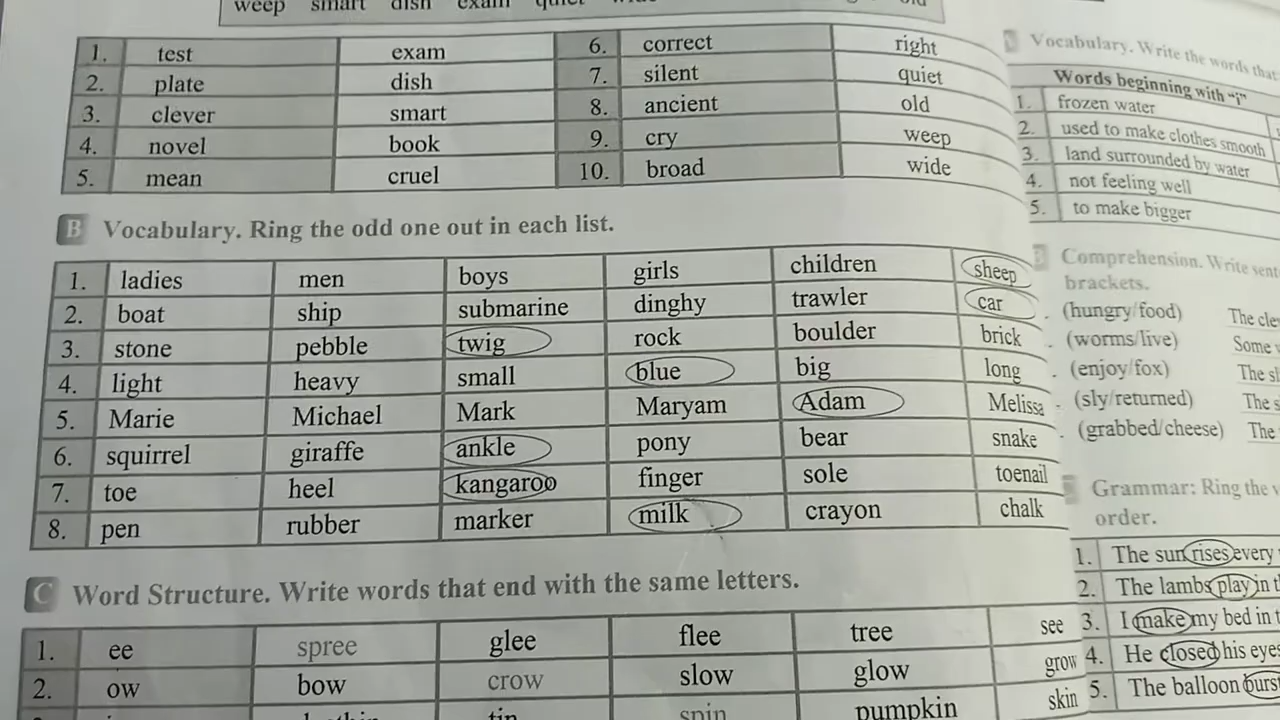 weep smart dish exam quiet
1. test exam 6. correct right
2. plate dish 7. silent quiet
3. clever smart 8. ancient old
4. novel book 9. cry weep
5. mean cruel 10. broad wide
B Vocabulary. Ring the odd one out in each list.
1. ladies men boys girls children sheep
2. boat ship submarine dinghy trawler car
3. stone pebble twig rock boulder brick
4. light heavy small blue big long
5. Marie Michael Mark Maryam Adam Melissa
6. squirrel giraffe ankle pony bear snake
7. toe heel kangaroo finger sole toenail
8. pen rubber marker milk crayon chalk
C Word Structure. Write words that end with the same letters.
1. ee spree glee flee tree see
2. ow bow crow slow glow grow
tin spin pumpkin skin
Vocabulary. Write the words that
Words beginning with "i"
1. frozen water
2. used to make clothes smooth
3. land surrounded by water
4. not feeling well
5. to make bigger
Comprehension. Write
brackets.
(hungry/food) The
(worms/live) Some
(enjoy/fox) The
(sly/returned) The
(grabbed/cheese) The
Grammar: Ring the
order.
1. The sun rises every
2. The lambs play in
3. I make my bed in
4. He closed his eyes
5. The balloon burst